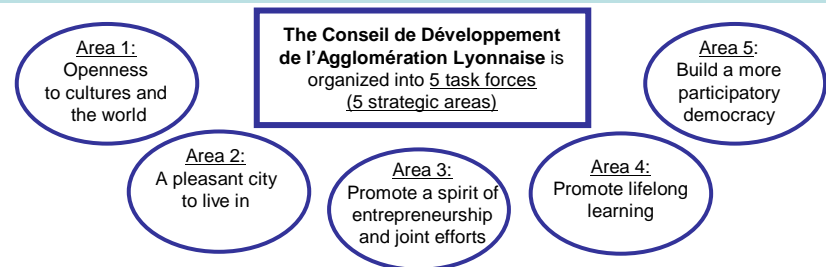 The Conseil de Développement
de l'Agglomération Lyonnaise is
organized into 5 task forces
(5 strategic areas)
Area 1:
Openness
to cultures and
the world
Area 2:
A pleasant city
to live in
Area 3:
Promote a spirit of
entrepreneurship
and joint efforts
Area 4:
Promote lifelong
learning
Area 5:
Build a more
participatory
democracy